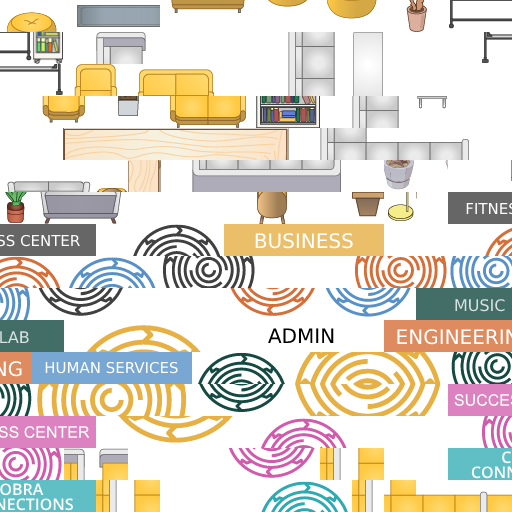 FITNES
SS CENTER
BUSINESS
MUSIC
LAB
ADMIN
ENGINEERIN
NG
HUMAN SERVICES
SUCCES
SS CENTER
C
CONN
OBRA
NECTIONS